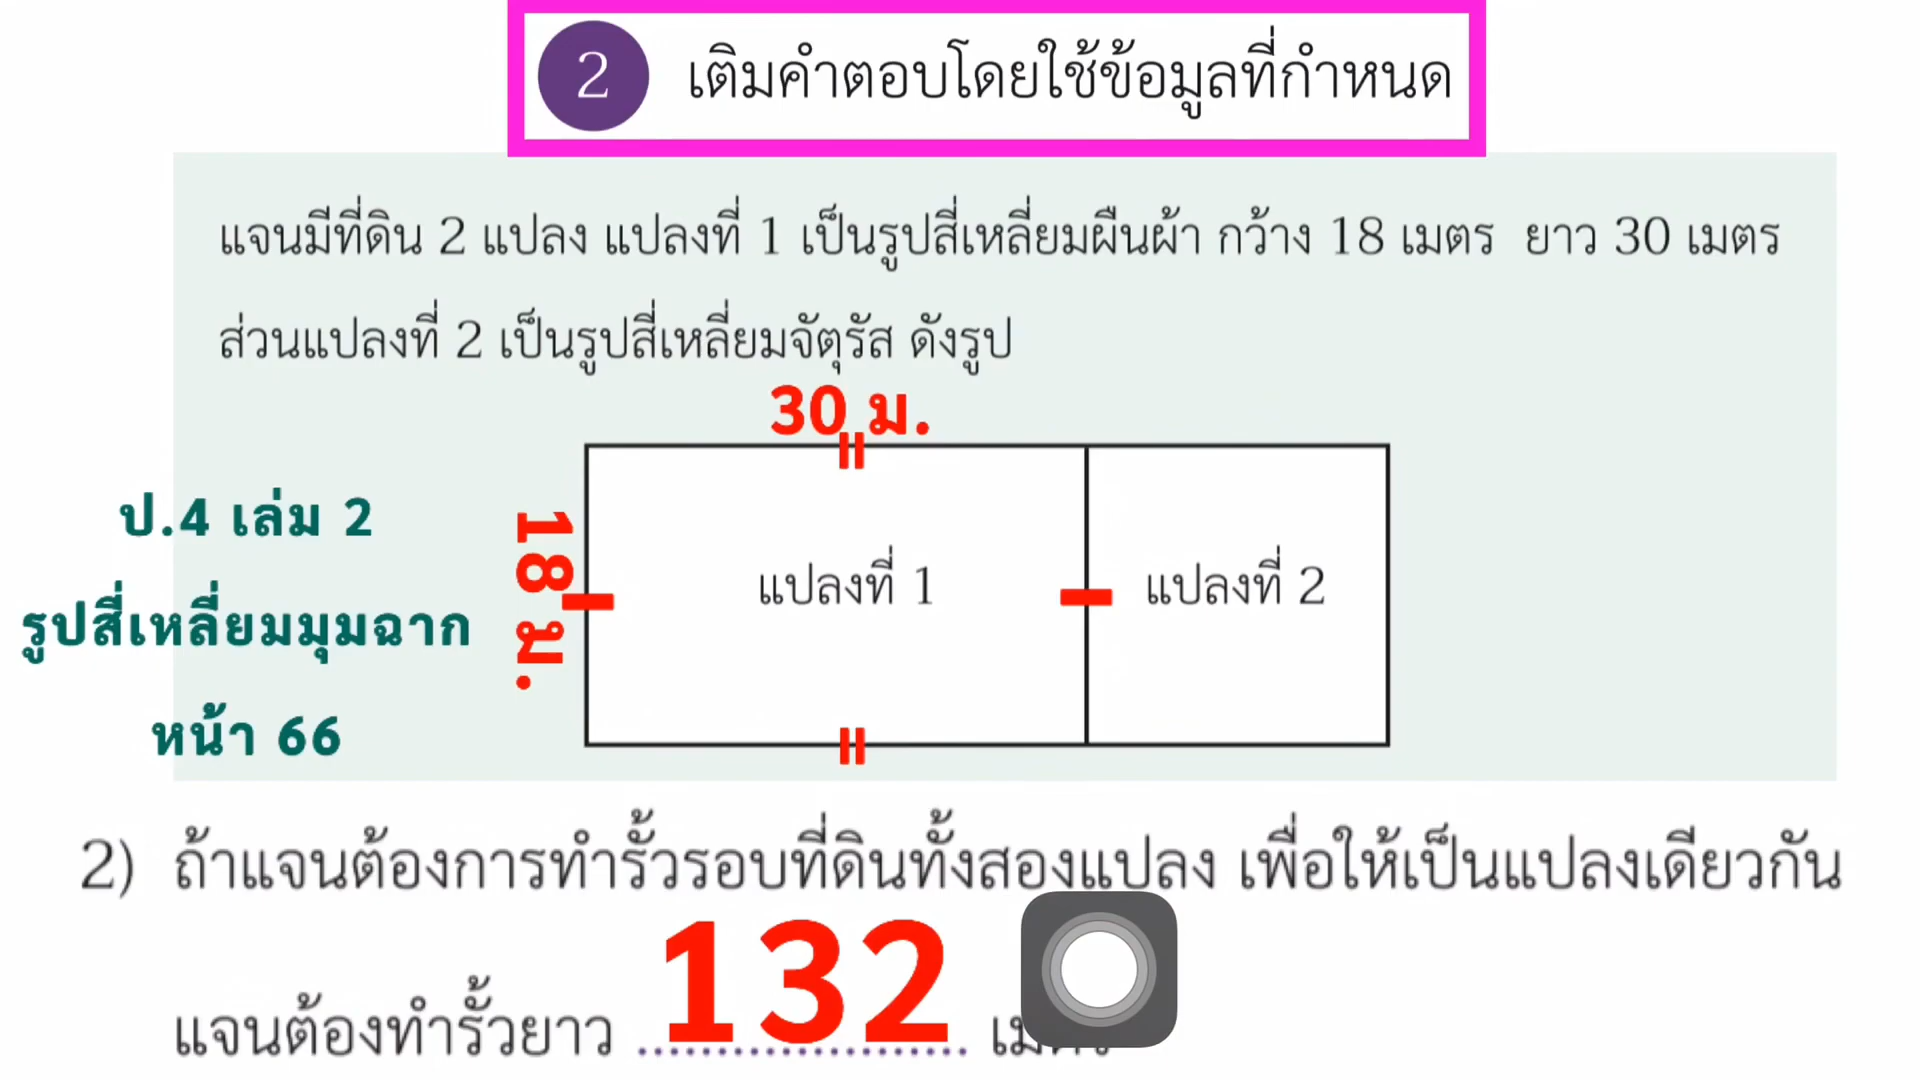 2 เติมคำตอบโดยใช้ข้อมูลที่กำหนด
แจนมีที่ดิน 2 แปลง แปลงที่ 1 เป็นรูปสี่เหลี่ยมผืนผ้า กว้าง 18 เมตร ยาว 30 เมตร
ส่วนแปลงที่ 2 เป็นรูปสี่เหลี่ยมจัตุรัส ดังรูป
30 ม.
18 ม.
แปลงที่ 1
แปลงที่ 2
ป.4 เล่ม 2
รูปสี่เหลี่ยมมุมฉาก
หน้า 66
2) ถ้าแจนต้องการทำรั้วรอบที่ดินทั้งสองแปลง เพื่อให้เป็นแปลงเดียวกัน
แจนต้องทำรั้วยาว 132